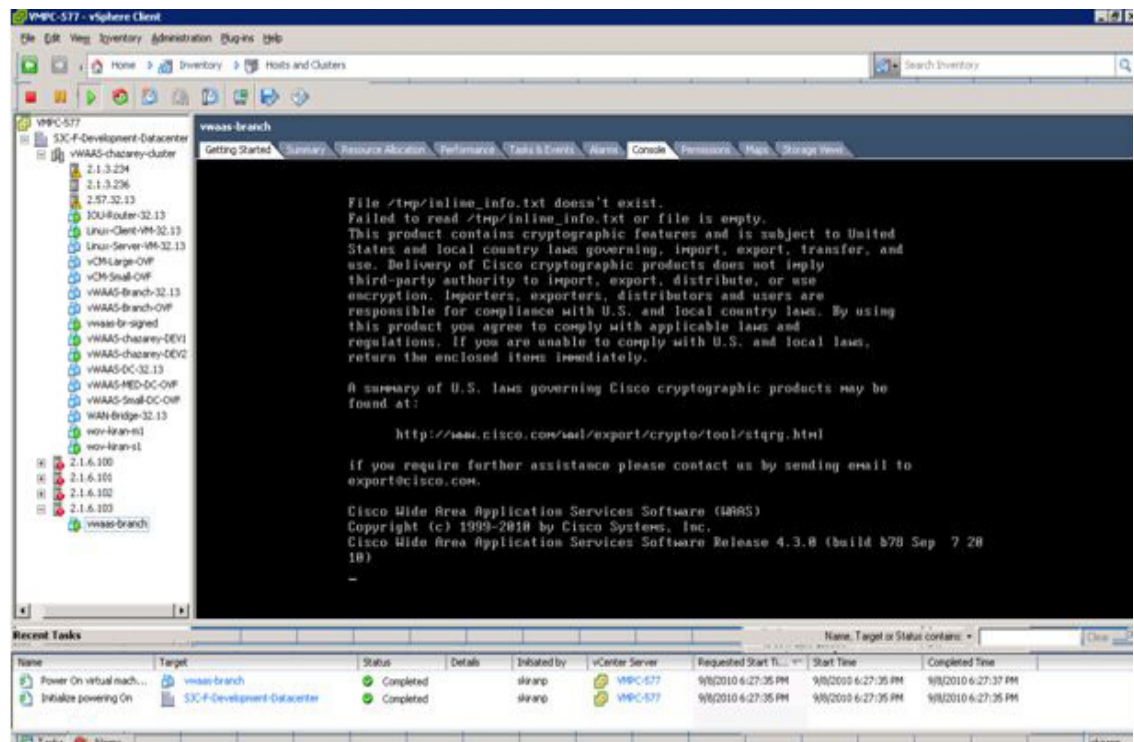 VMPC-577 - vSphere Client
File Edit View Inventory Administration Plug-ins Help
Home Inventory Hosts and Clusters
Search Inventory
VMPC-577
SJC-F-Development-Datacenter
vWAAS-chazarey-cluster
2.1.3.234
2.1.3.236
2.57.32.13
IOU-Router-32.13
Linux-Client-VM-32.13
Linux-Server-VM-32.13
vCM-Large-OVF
vCM-Small-OVF
vWAAS-Branch-32.13
vWAAS-Branch-OVF
vwaas-br-signed
vWAAS-chazarey-DEV1
vWAAS-chazarey-DEV2
vWAAS-DC-32.13
vWAAS-MED-DC-OVF
vWAAS-Small-DC-OVF
WAN-Bridge-32.13
wov-kiran-m1
wov-kiran-s1
2.1.6.100
2.1.6.101
2.1.6.102
2.1.6.103
vwaas-branch
vwaas-branch
Getting Started Summary Resource Allocation Performance Tasks & Events Alarms Console Permissions Maps Storage Views
File /tmp/inline_info.txt doesn't exist.
Failed to read /tmp/inline_info.txt or file is empty.
This product contains cryptographic features and is subject to United
States and local country laws governing, import, export, transfer, and
use. Delivery of Cisco cryptographic products does not imply
third-party authority to import, export, distribute, or use
encryption. Importers, exporters, distributors and users are
responsible for compliance with U.S. and local country laws. By using
this product you agree to comply with applicable laws and
regulations. If you are unable to comply with U.S. and local laws,
return the enclosed items immediately.
A summary of U.S. laws governing Cisco cryptographic products may be
found at:
http://www.cisco.com/wwl/export/crypto/tool/stqrg.html
if you require further assistance please contact us by sending email to
export@cisco.com.
Cisco Wide Area Application Services Software (WAAS)
Copyright (c) 1999-2010 by Cisco Systems, Inc.
Cisco Wide Area Application Services Software Release 4.3.0 (build b78 Sep 7 20
10)
Recent Tasks
Name, Target or Status contains:
Clear
Name Target Status Details Initiated by vCenter Server Requested Start Ti... Start Time Completed Time
Power On virtual mach... vwaas-branch Completed skiranp VMPC-577 9/8/2010 6:27:35 PM 9/8/2010 6:27:35 PM 9/8/2010 6:27:37 PM
Initialize powering On SJC-F-Development-Datacenter Completed skiranp VMPC-577 9/8/2010 6:27:35 PM 9/8/2010 6:27:35 PM 9/8/2010 6:27:35 PM
Tasks Alarms